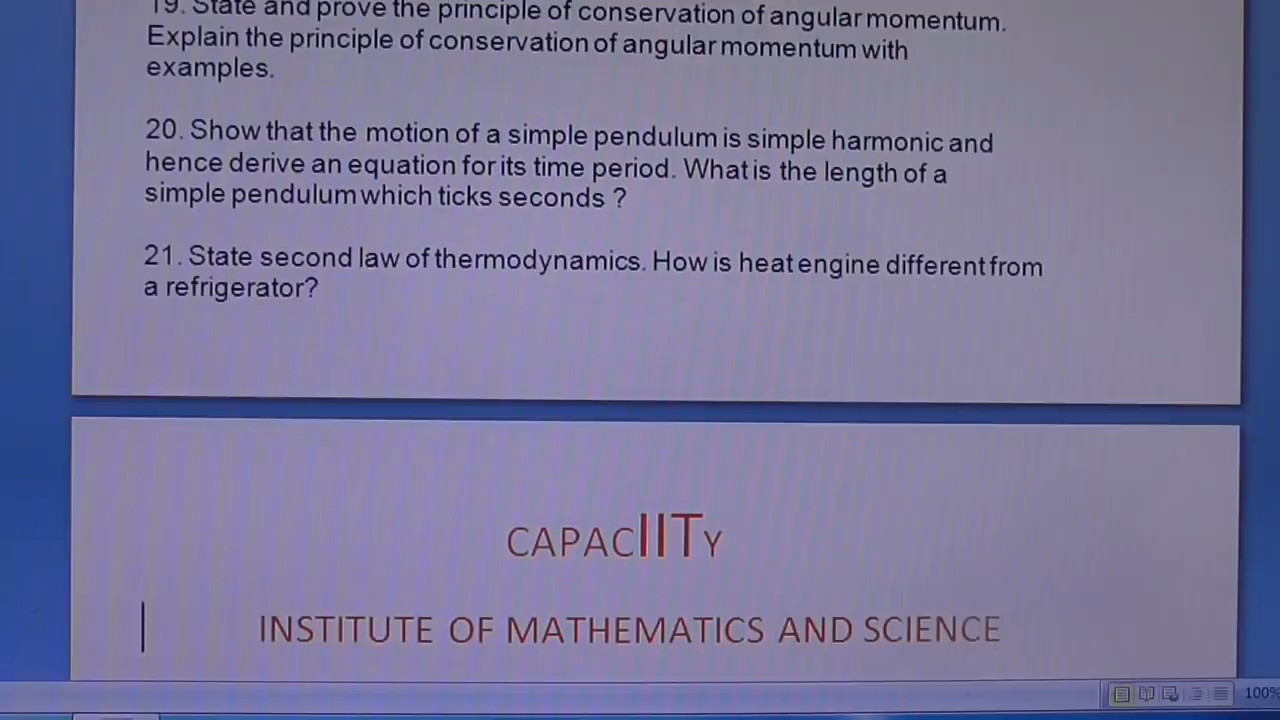 19. State and prove the principle of conservation of angular momentum.
Explain the principle of conservation of angular momentum with
examples.
20. Show that the motion of a simple pendulum is simple harmonic and
hence derive an equation for its time period. What is the length of a
simple pendulum which ticks seconds ?
21. State second law of thermodynamics. How is heat engine different from
a refrigerator?
CAPACIITY
INSTITUTE OF MATHEMATICS AND SCIENCE
100%